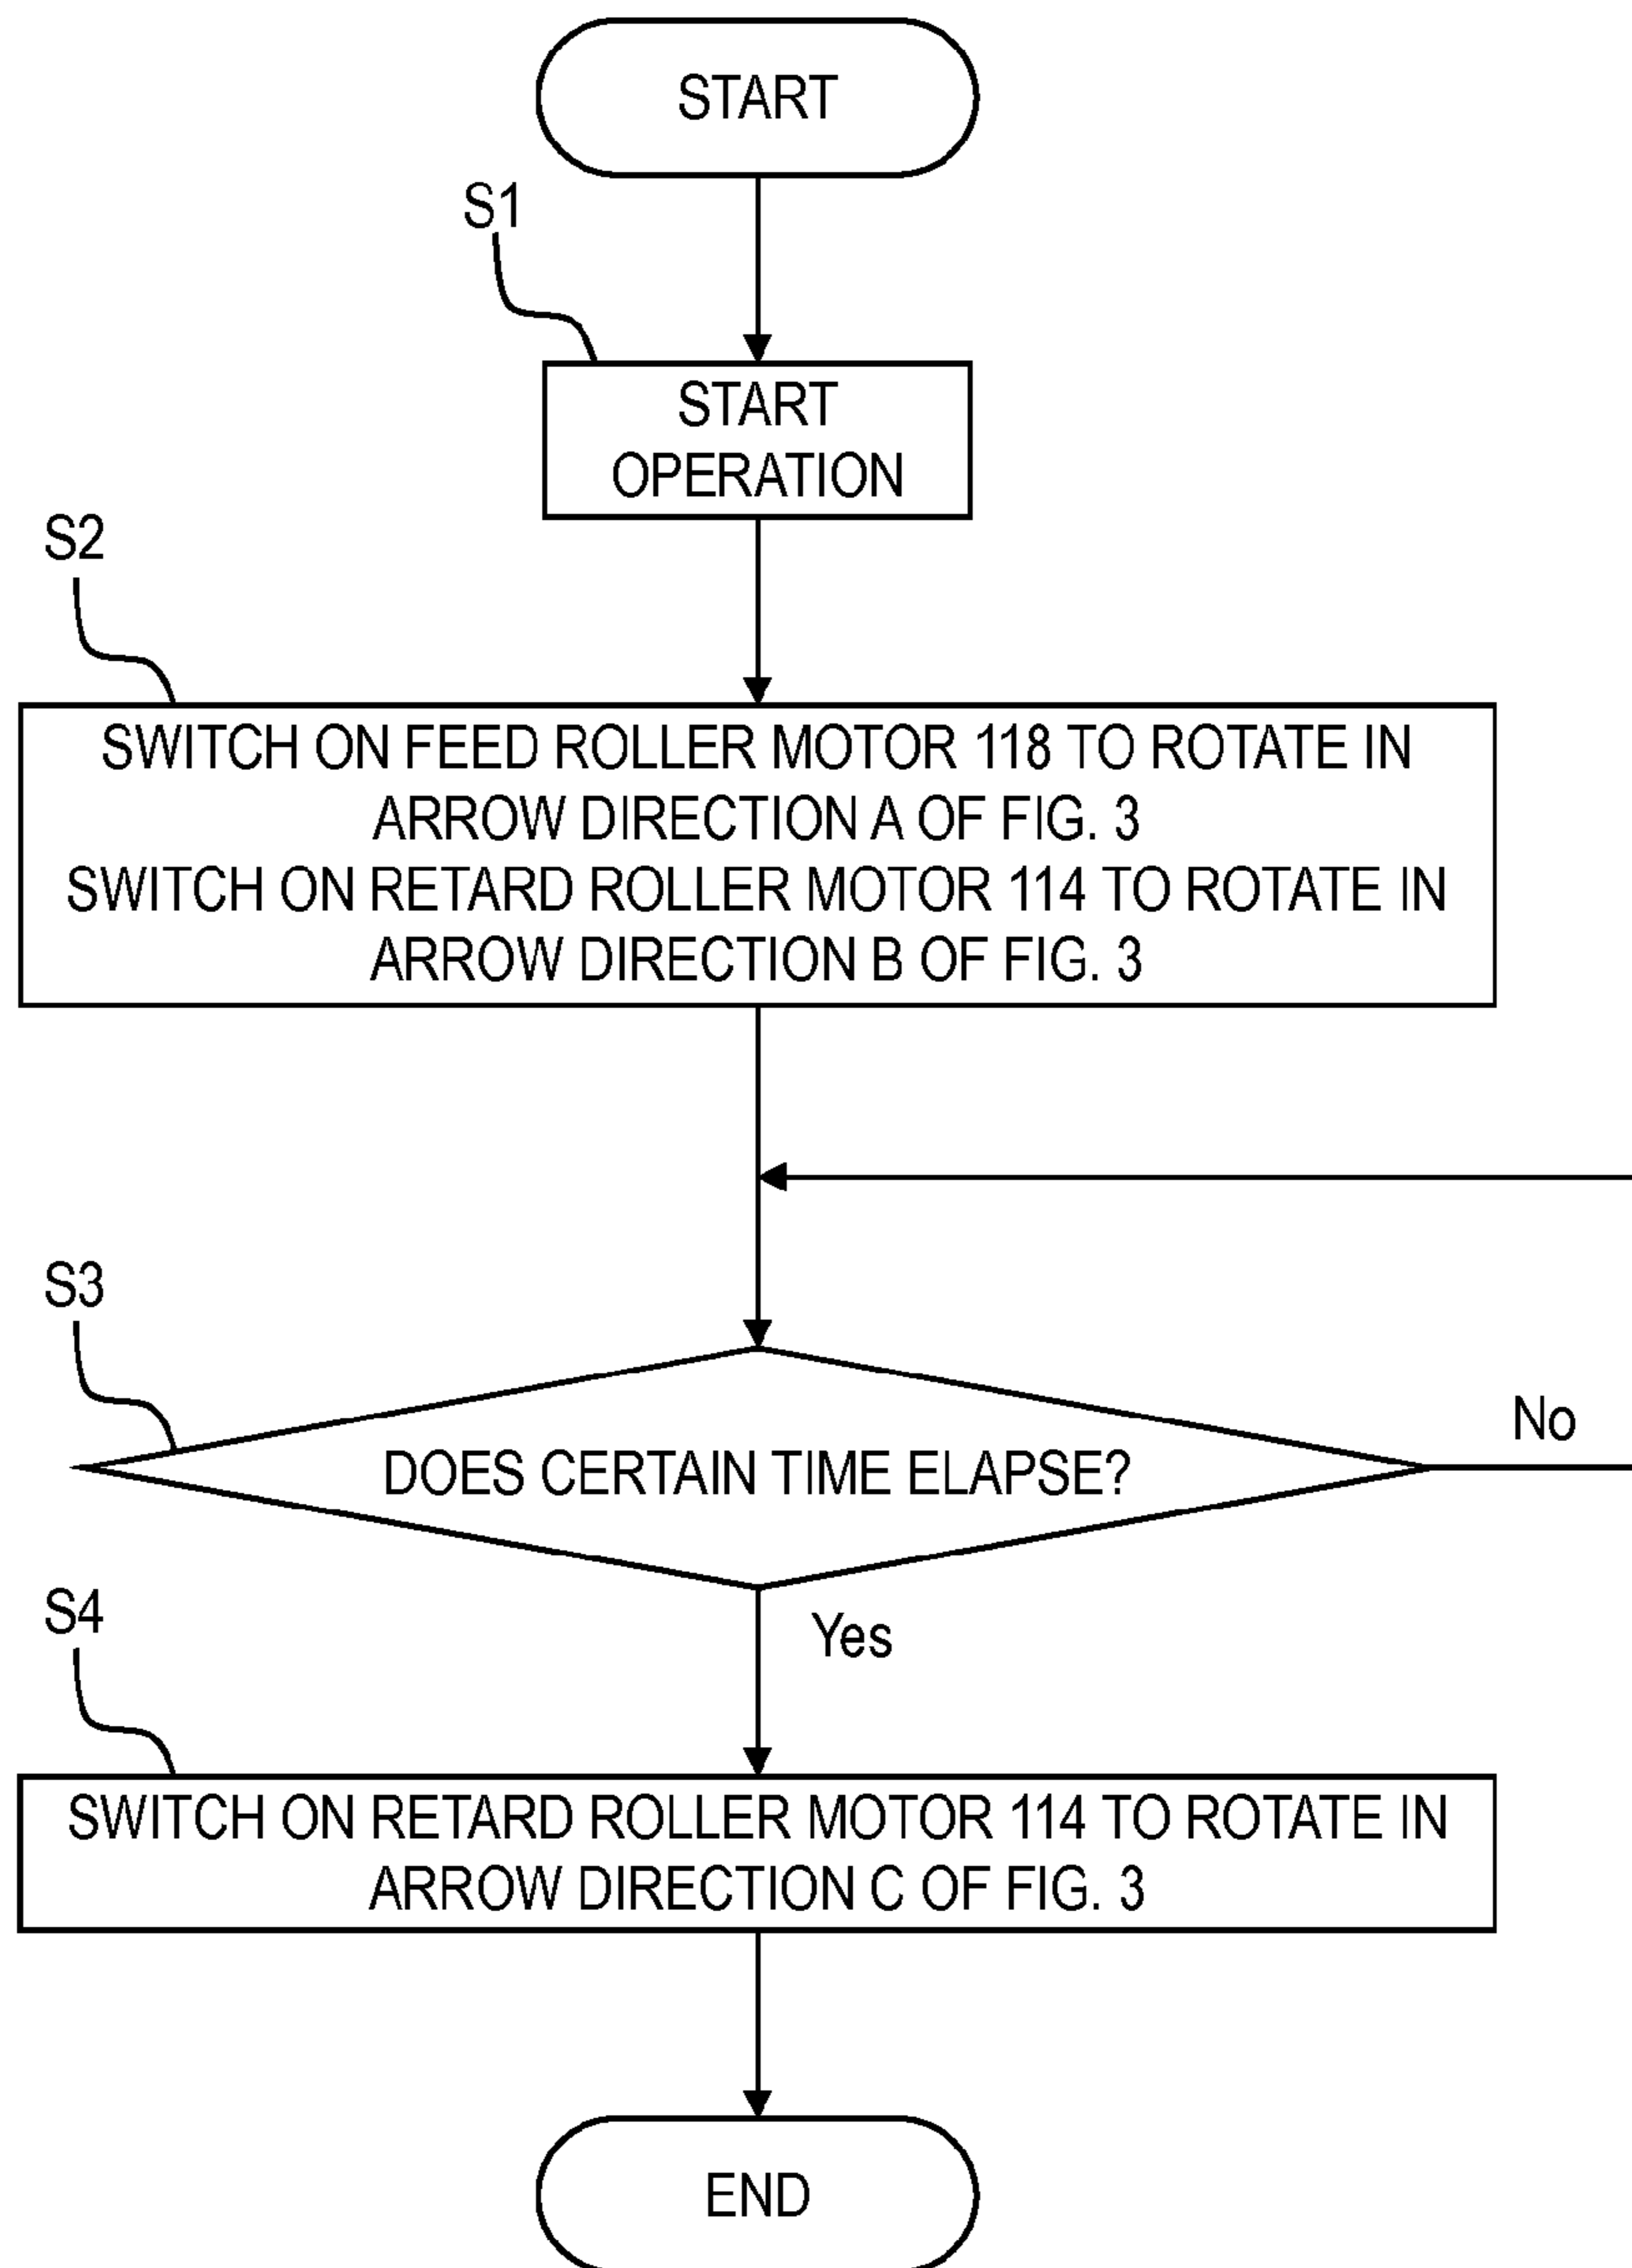 START
S1
START
OPERATION
S2
SWITCH ON FEED ROLLER MOTOR 118 TO ROTATE IN
ARROW DIRECTION A OF FIG. 3
SWITCH ON RETARD ROLLER MOTOR 114 TO ROTATE IN
ARROW DIRECTION B OF FIG. 3
S3
DOES CERTAIN TIME ELAPSE?
No
Yes
S4
SWITCH ON RETARD ROLLER MOTOR 114 TO ROTATE IN
ARROW DIRECTION C OF FIG. 3
END